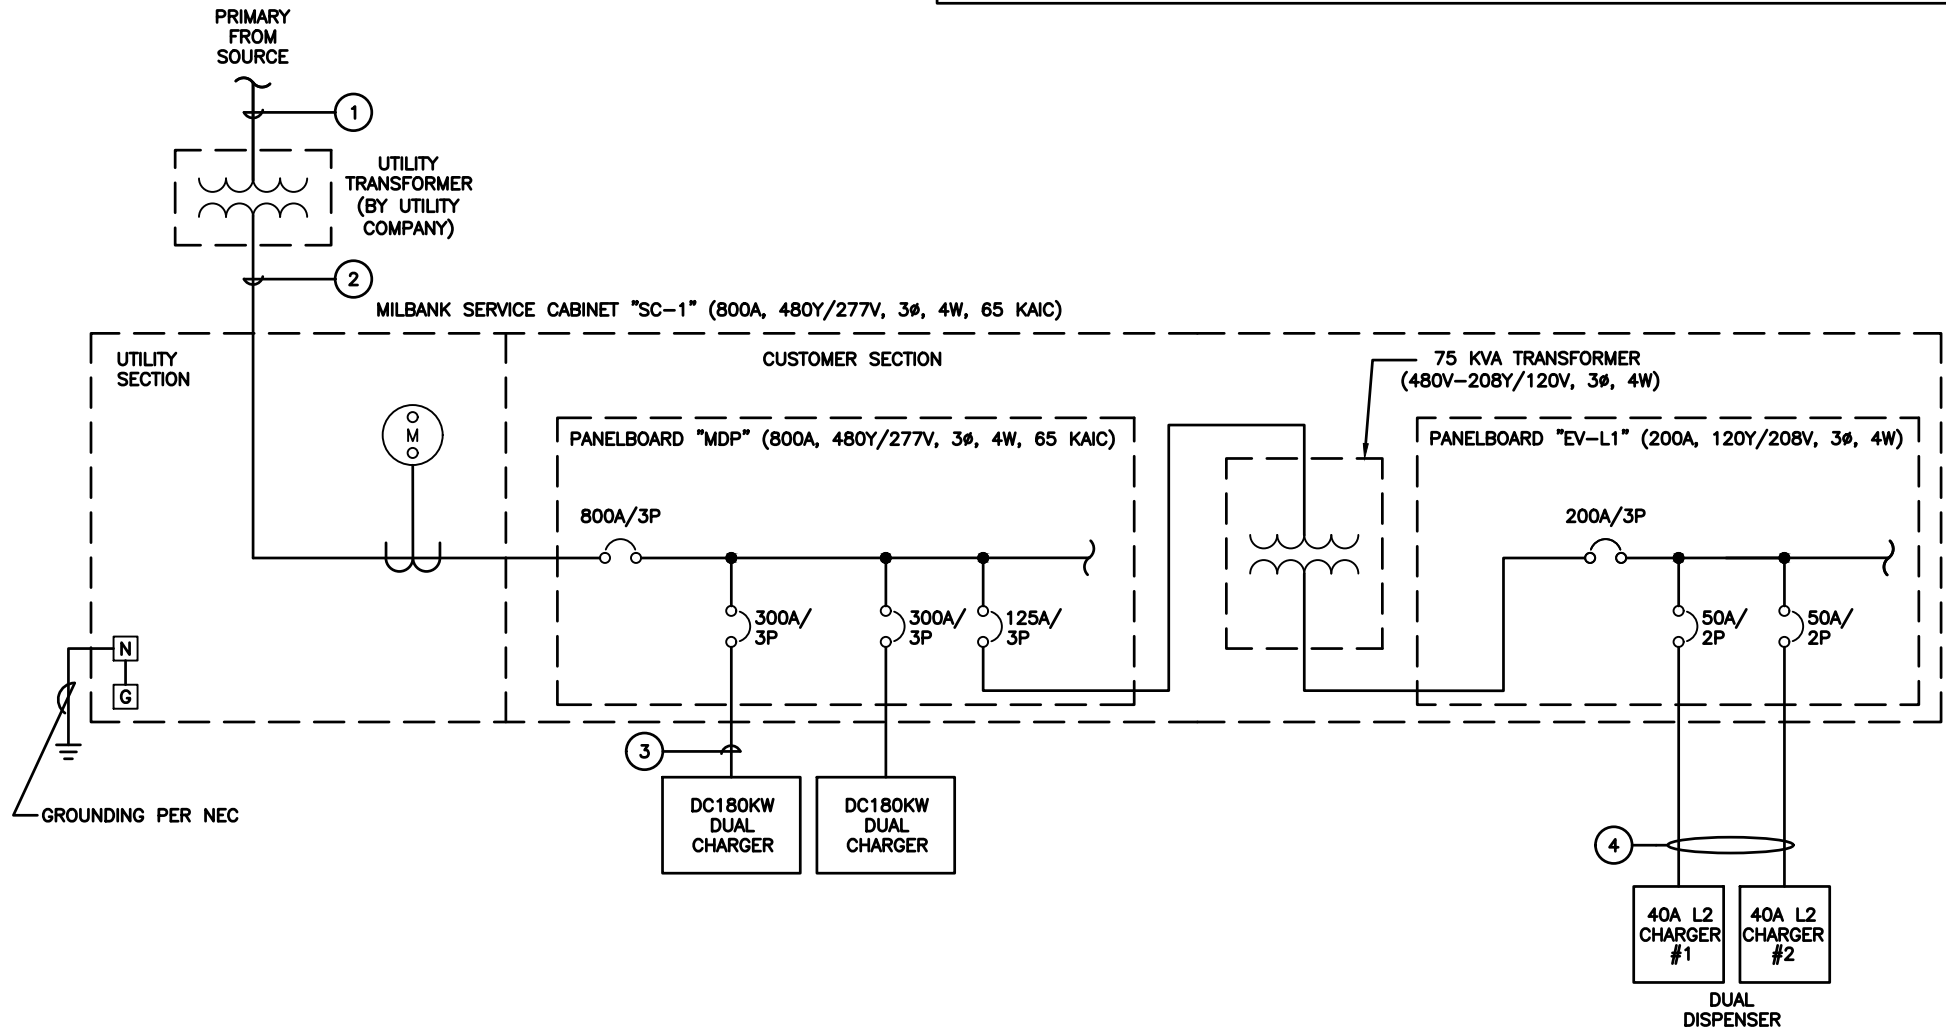 PRIMARY
FROM
SOURCE
1
UTILITY
TRANSFORMER
(BY UTILITY
COMPANY)
2
MILBANK SERVICE CABINET "SC-1" (800A, 480Y/277V, 3ø, 4W, 65 KAIC)
UTILITY
SECTION
CUSTOMER SECTION
75 KVA TRANSFORMER
(480V-208Y/120V, 3ø, 4W)
M
PANELBOARD "MDP" (800A, 480Y/277V, 3ø, 4W, 65 KAIC)
PANELBOARD "EV-L1" (200A, 120Y/208V, 3ø, 4W)
800A/3P
200A/3P
300A/
3P
300A/
3P
125A/
3P
50A/
2P
50A/
2P
N
G
GROUNDING PER NEC
3
DC180KW
DUAL
CHARGER
DC180KW
DUAL
CHARGER
4
40A L2
CHARGER
#1
40A L2
CHARGER
#2
DUAL
DISPENSER